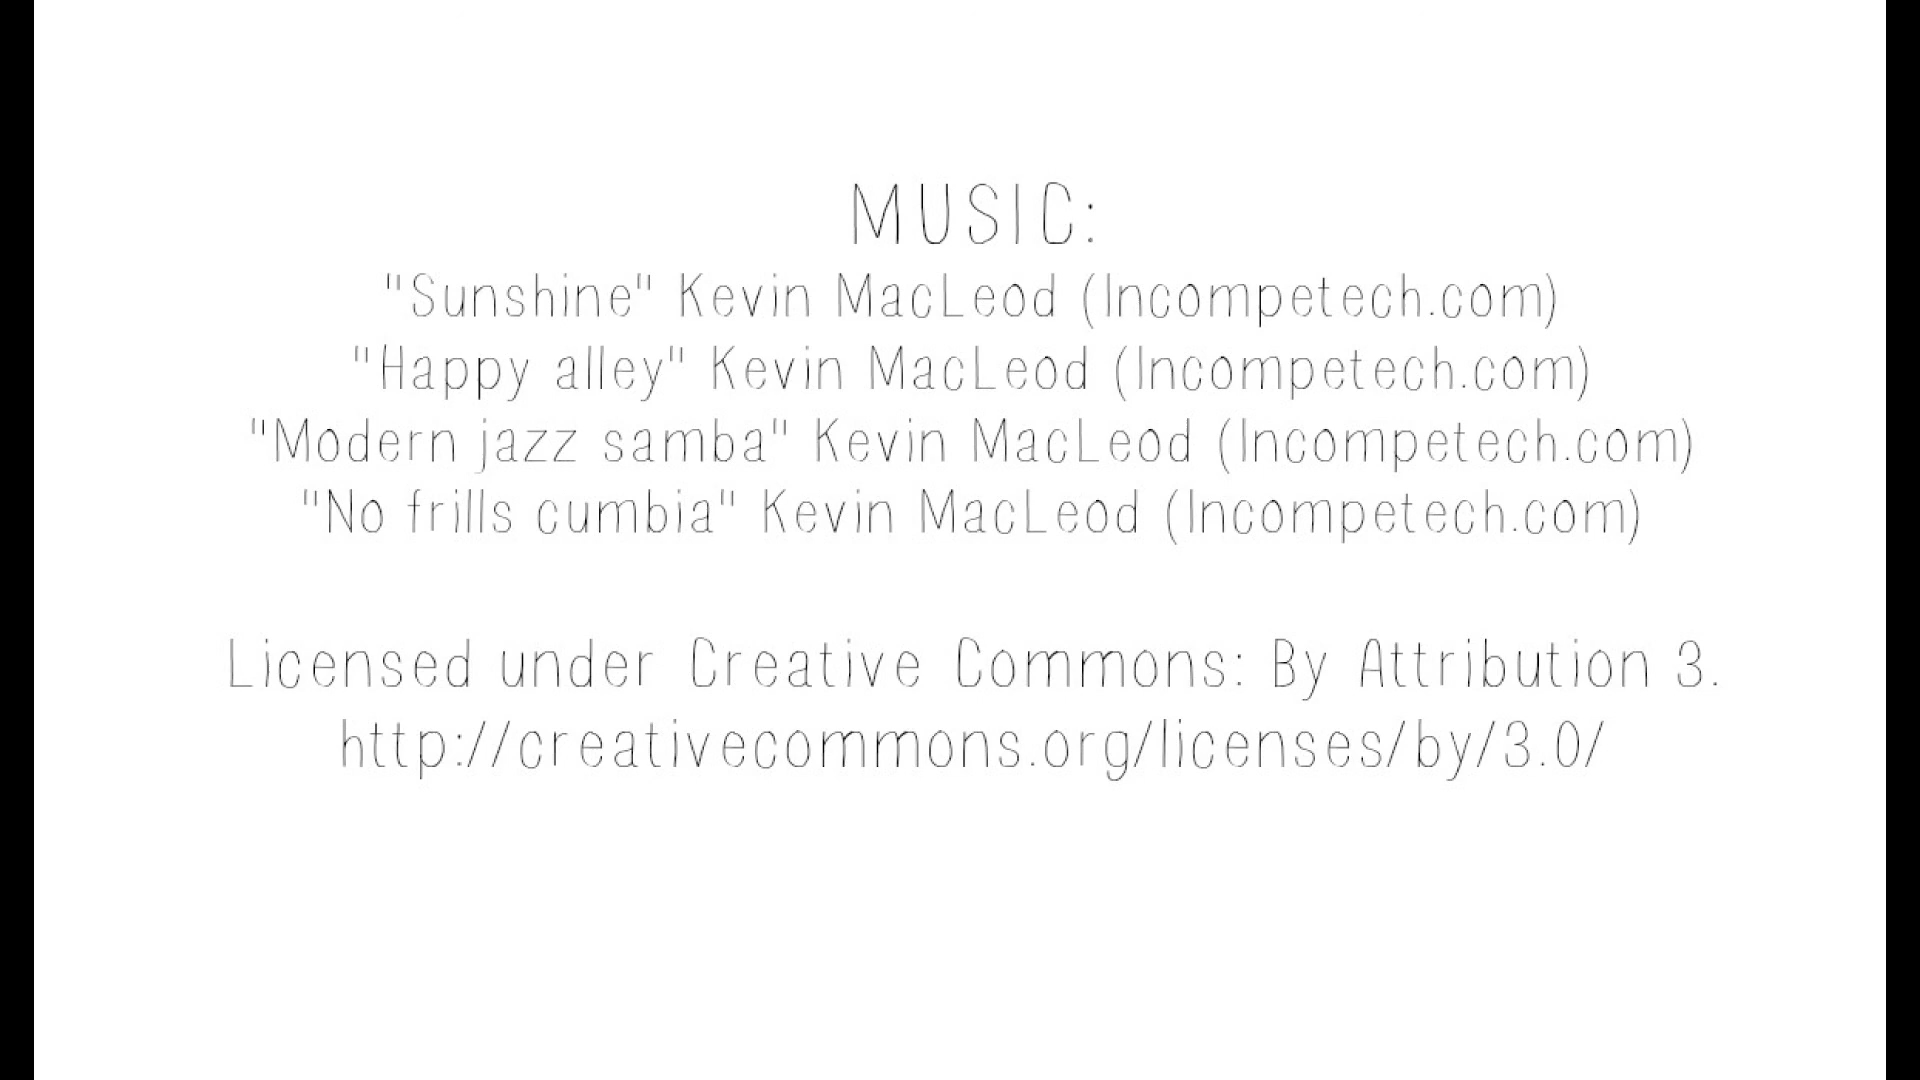 MUSIC:
"Sunshine" Kevin MacLeod (Incompetech.com)
"Happy alley" Kevin MacLeod (Incompetech.com)
"Modern jazz samba" Kevin MacLeod (Incompetech.com)
"No frills cumbia" Kevin MacLeod (Incompetech.com)
Licensed under Creative Commons: By Attribution 3.
http://creativecommons.org/licenses/by/3.0/